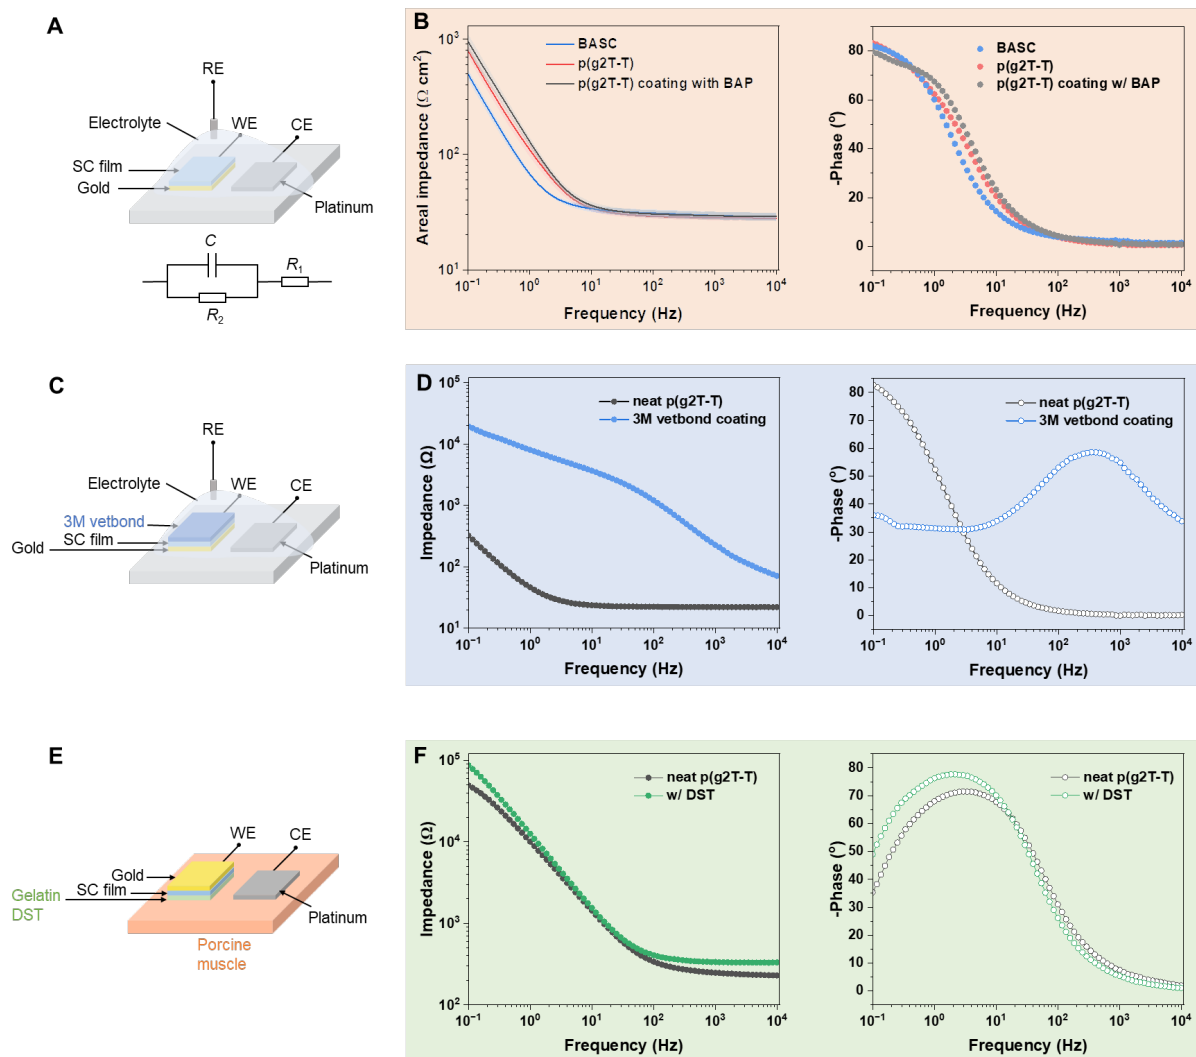 A
RE
Electrolyte
WE
CE
SC film
Gold
Platinum
C
R1
R2
B
10³
10²
10¹
Areal impedance (Ω cm²)
BASC
p(g2T-T)
p(g2T-T) coating with BAP
10⁻¹ 10⁰ 10¹ 10² 10³ 10⁴
Frequency (Hz)
80
60
40
20
0
-Phase (°)
BASC
p(g2T-T)
p(g2T-T) coating w/ BAP
10⁻¹ 10⁰ 10¹ 10² 10³ 10⁴
Frequency (Hz)
C
RE
Electrolyte
WE
CE
3M vetbond
SC film
Gold
Platinum
D
10⁵
10⁴
10³
10²
10¹
Impedance (Ω)
neat p(g2T-T)
3M vetbond coating
10⁻¹ 10⁰ 10¹ 10² 10³ 10⁴
Frequency (Hz)
80
70
60
50
40
30
20
10
0
-Phase (°)
neat p(g2T-T)
3M vetbond coating
10⁻¹ 10⁰ 10¹ 10² 10³ 10⁴
Frequency (Hz)
E
WE
CE
Gold
SC film
Gelatin
DST
Platinum
Porcine
muscle
F
10⁵
10⁴
10³
10²
Impedance (Ω)
neat p(g2T-T)
w/ DST
10⁻¹ 10⁰ 10¹ 10² 10³ 10⁴
Frequency (Hz)
80
70
60
50
40
30
20
10
0
-Phase (°)
neat p(g2T-T)
w/ DST
10⁻¹ 10⁰ 10¹ 10² 10³ 10⁴
Frequency (Hz)